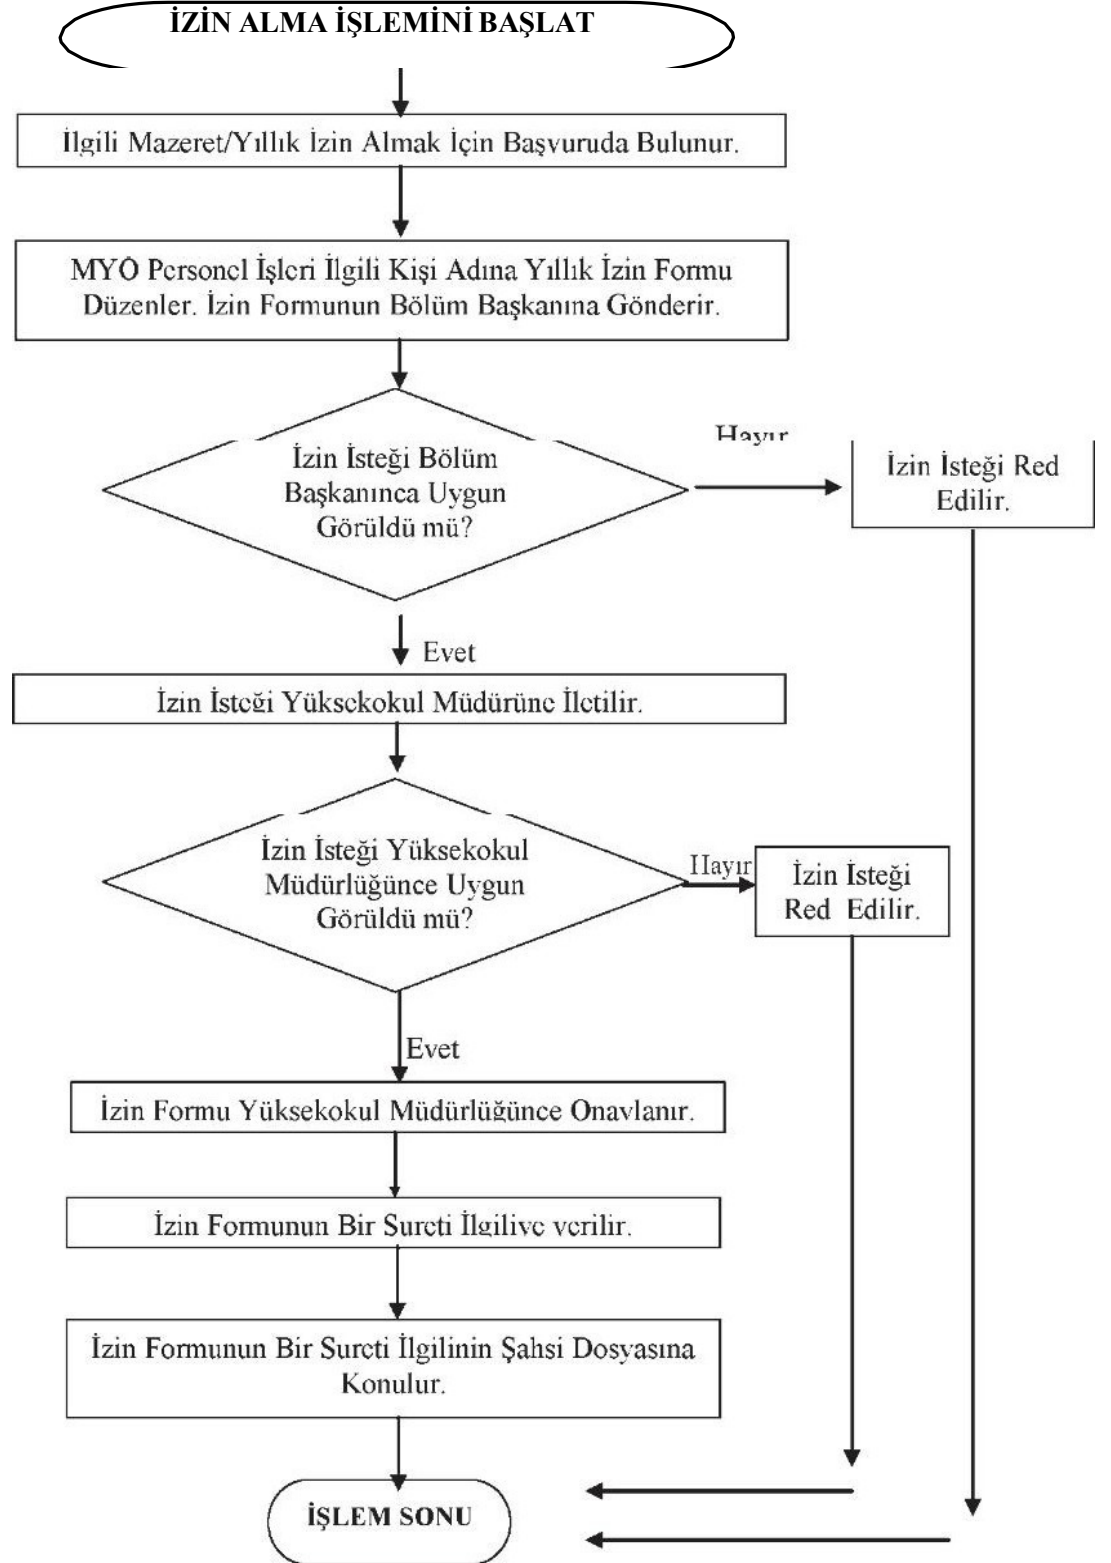 İZİN ALMA İŞLEMİNİ BAŞLAT
İlgili Mazeret/Yıllık İzin Almak İçin Başvuruda Bulunur.
MYO Personel İşleri İlgili Kişi Adına Yıllık İzin Formu
Düzenler. İzin Formunun Bölüm Başkanına Gönderir.
Hayır
İzin İsteği Bölüm
Başkanınca Uygun
Görüldü mü?
İzin İsteği Red
Edilir.
Evet
İzin İsteği Yüksekokul Müdürüne İletilir.
İzin İsteği Yüksekokul
Müdürlüğünce Uygun
Görüldü mü?
Hayır
İzin İsteği
Red Edilir.
Evet
İzin Formu Yüksekokul Müdürlüğünce Onaylanır.
İzin Formunun Bir Sureti İlgiliye verilir.
İzin Formunun Bir Sureti İlgilinin Şahsi Dosyasına
Konulur.
İŞLEM SONU